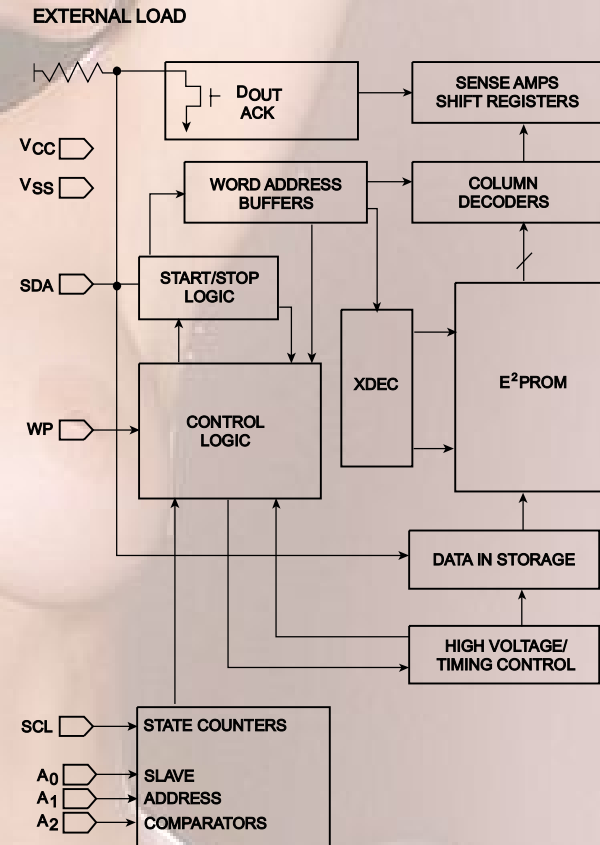 EXTERNAL LOAD
DOUT
ACK
SENSE AMPS
SHIFT REGISTERS
VCC
VSS
WORD ADDRESS
BUFFERS
COLUMN
DECODERS
SDA
START/STOP
LOGIC
XDEC
E²PROM
WP
CONTROL
LOGIC
DATA IN STORAGE
HIGH VOLTAGE/
TIMING CONTROL
SCL
STATE COUNTERS
A0
SLAVE
A1
ADDRESS
A2
COMPARATORS